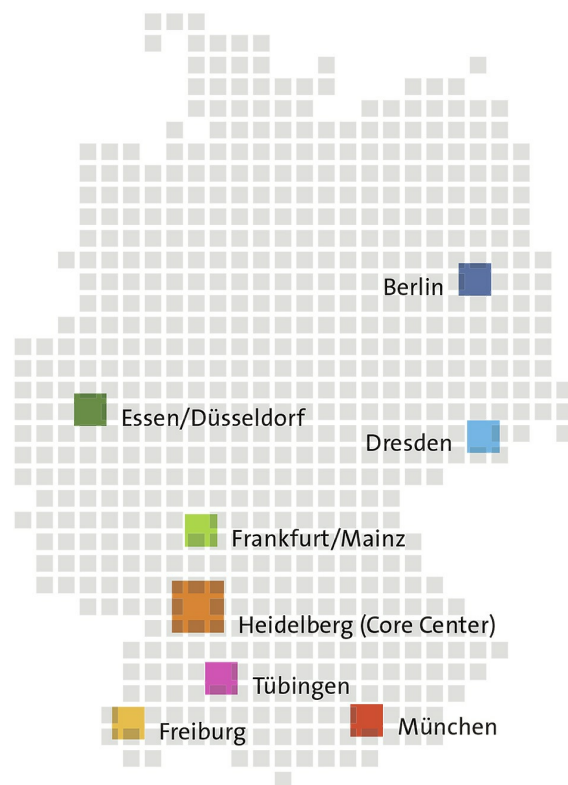 Berlin
Essen/Düsseldorf
Dresden
Frankfurt/Mainz
Heidelberg (Core Center)
Tübingen
Freiburg
München